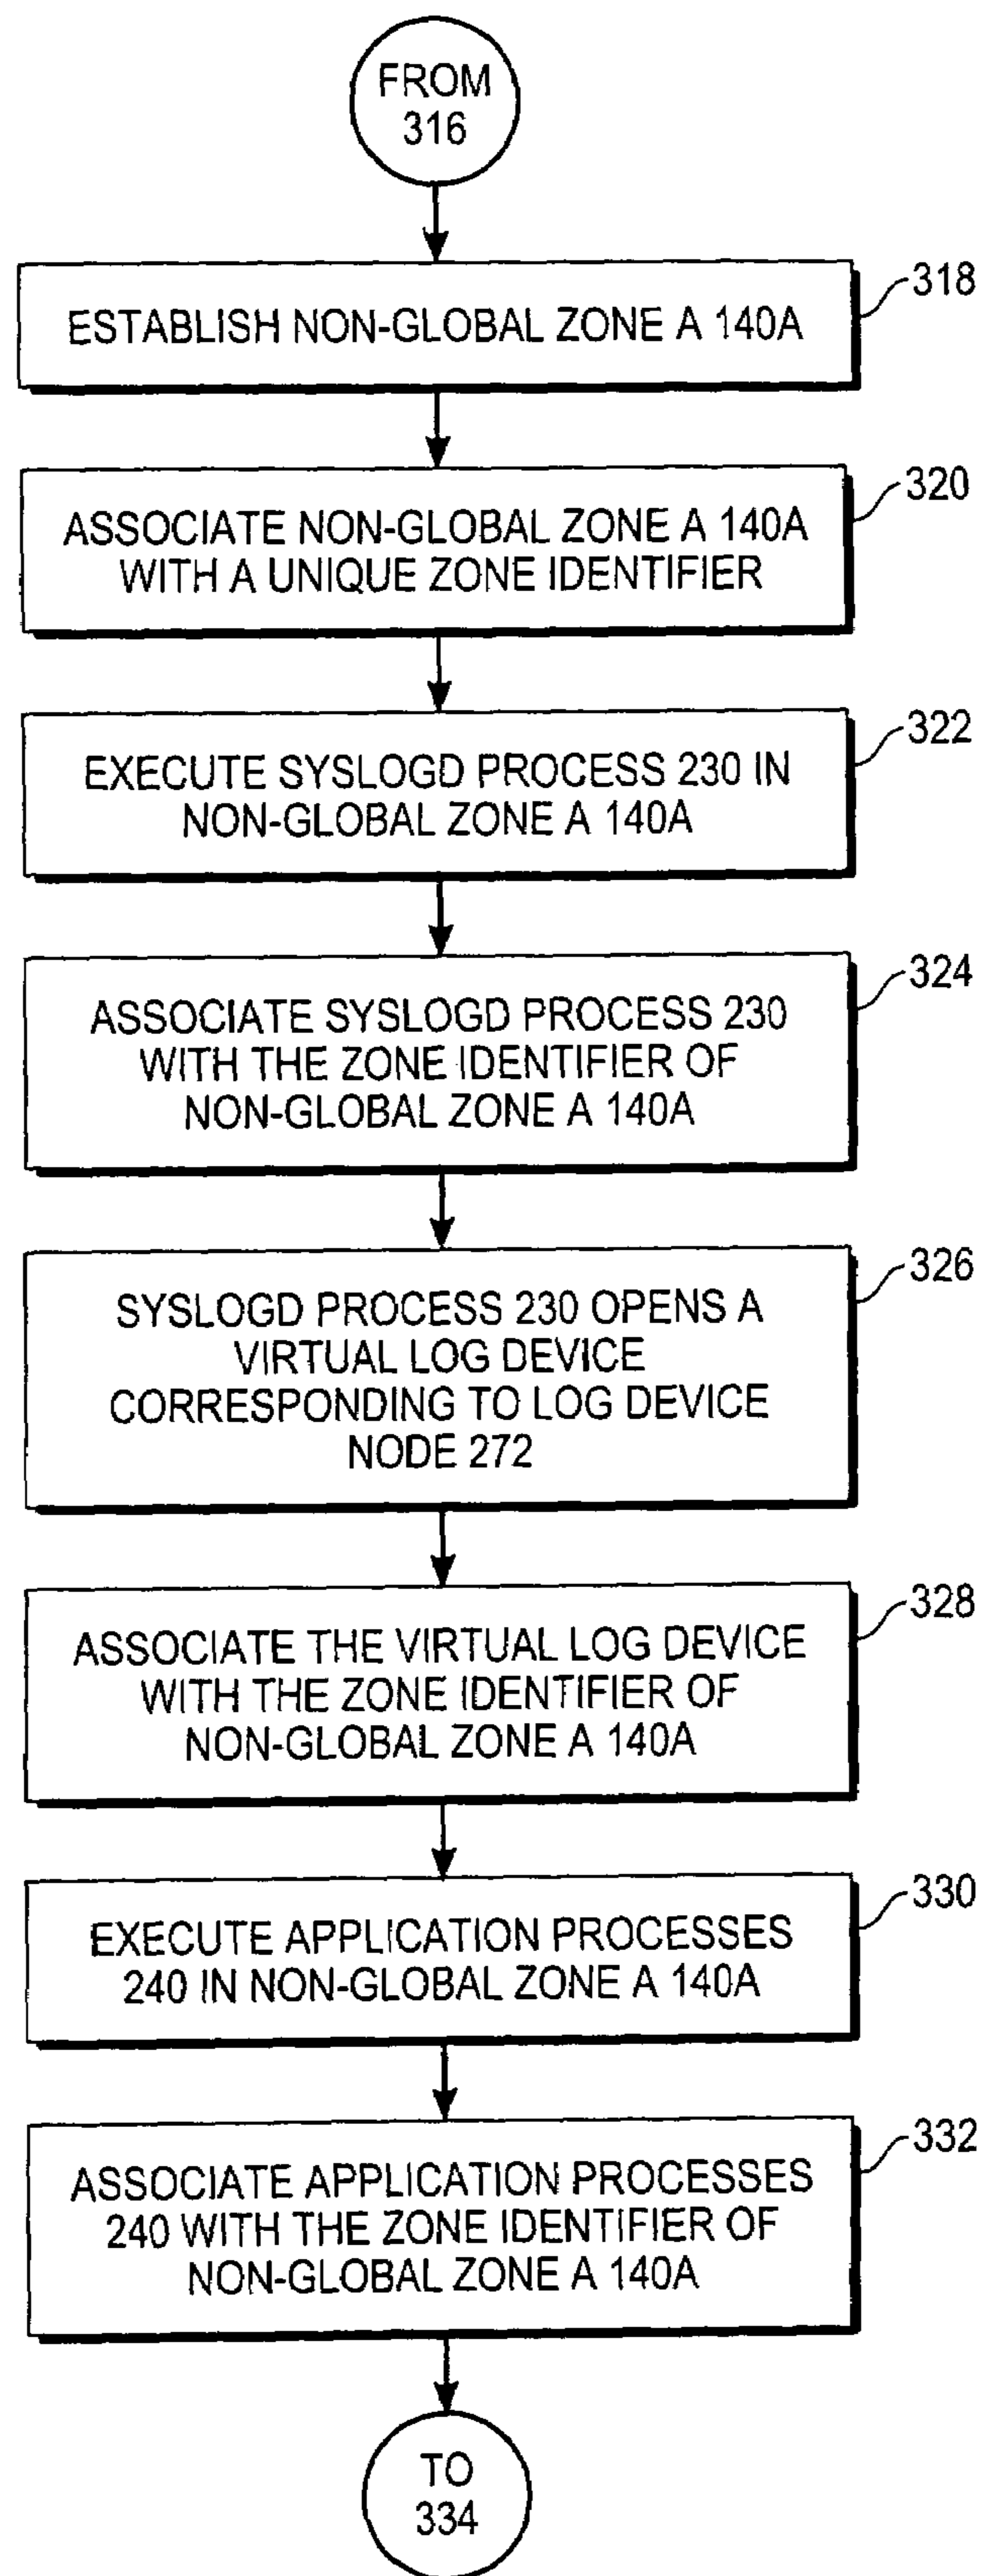 FROM
316
318
ESTABLISH NON-GLOBAL ZONE A 140A
320
ASSOCIATE NON-GLOBAL ZONE A 140A
WITH A UNIQUE ZONE IDENTIFIER
322
EXECUTE SYSLOGD PROCESS 230 IN
NON-GLOBAL ZONE A 140A
324
ASSOCIATE SYSLOGD PROCESS 230
WITH THE ZONE IDENTIFIER OF
NON-GLOBAL ZONE A 140A
326
SYSLOGD PROCESS 230 OPENS A
VIRTUAL LOG DEVICE
CORRESPONDING TO LOG DEVICE
NODE 272
328
ASSOCIATE THE VIRTUAL LOG DEVICE
WITH THE ZONE IDENTIFIER OF
NON-GLOBAL ZONE A 140A
330
EXECUTE APPLICATION PROCESSES
240 IN NON-GLOBAL ZONE A 140A
332
ASSOCIATE APPLICATION PROCESSES
240 WITH THE ZONE IDENTIFIER OF
NON-GLOBAL ZONE A 140A
TO
334